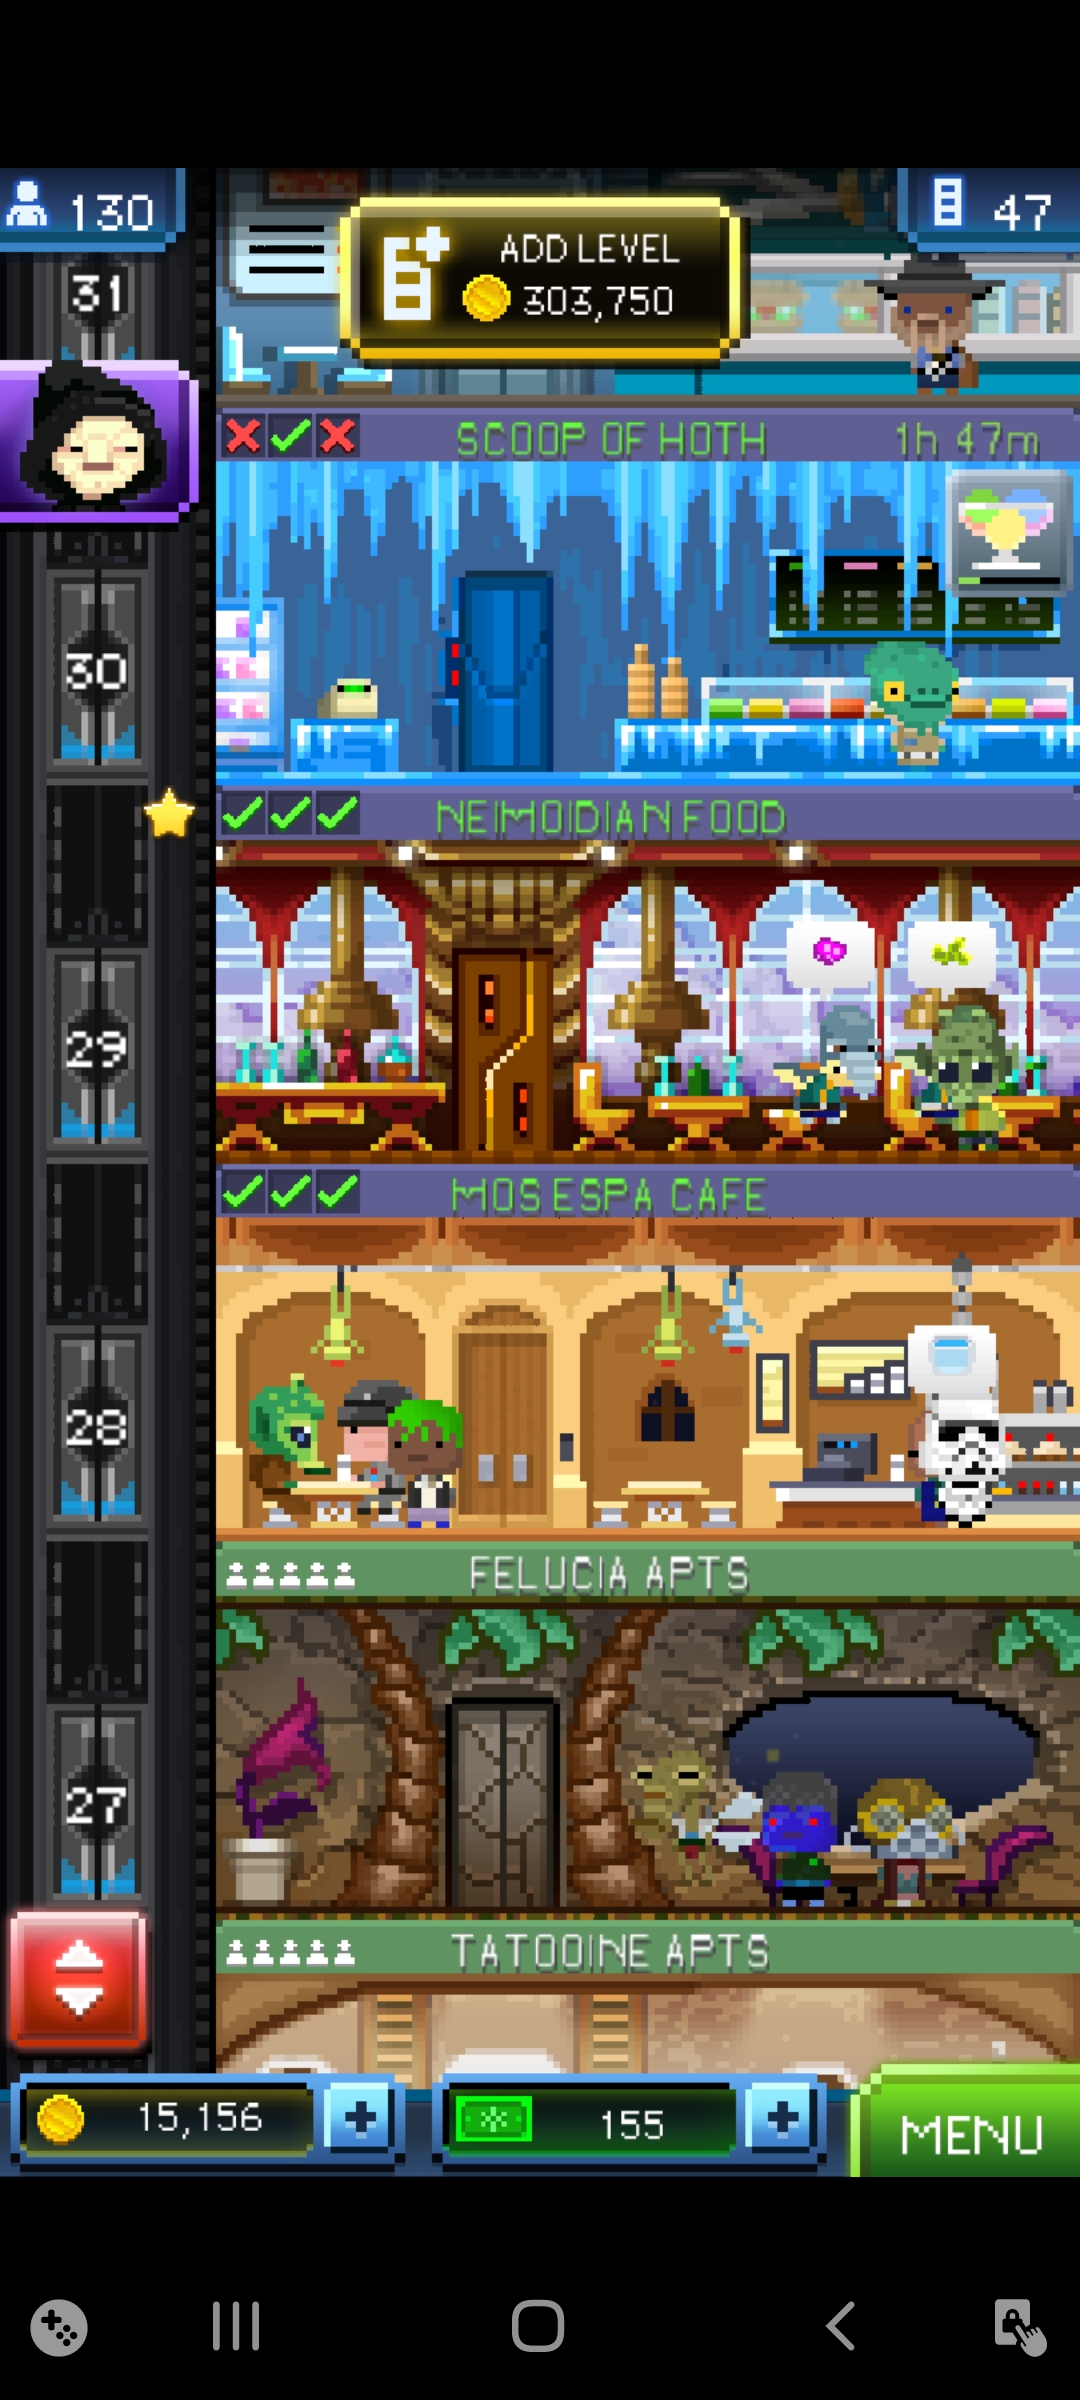 130
ADD LEVEL
303,750
47
31
SCOOP OF HOTH
1h 47m
30
NEIMOIDIAN FOOD
29
MOS ESPA CAFE
28
FELUCIA APTS
27
TATOOINE APTS
15,156
155
MENU